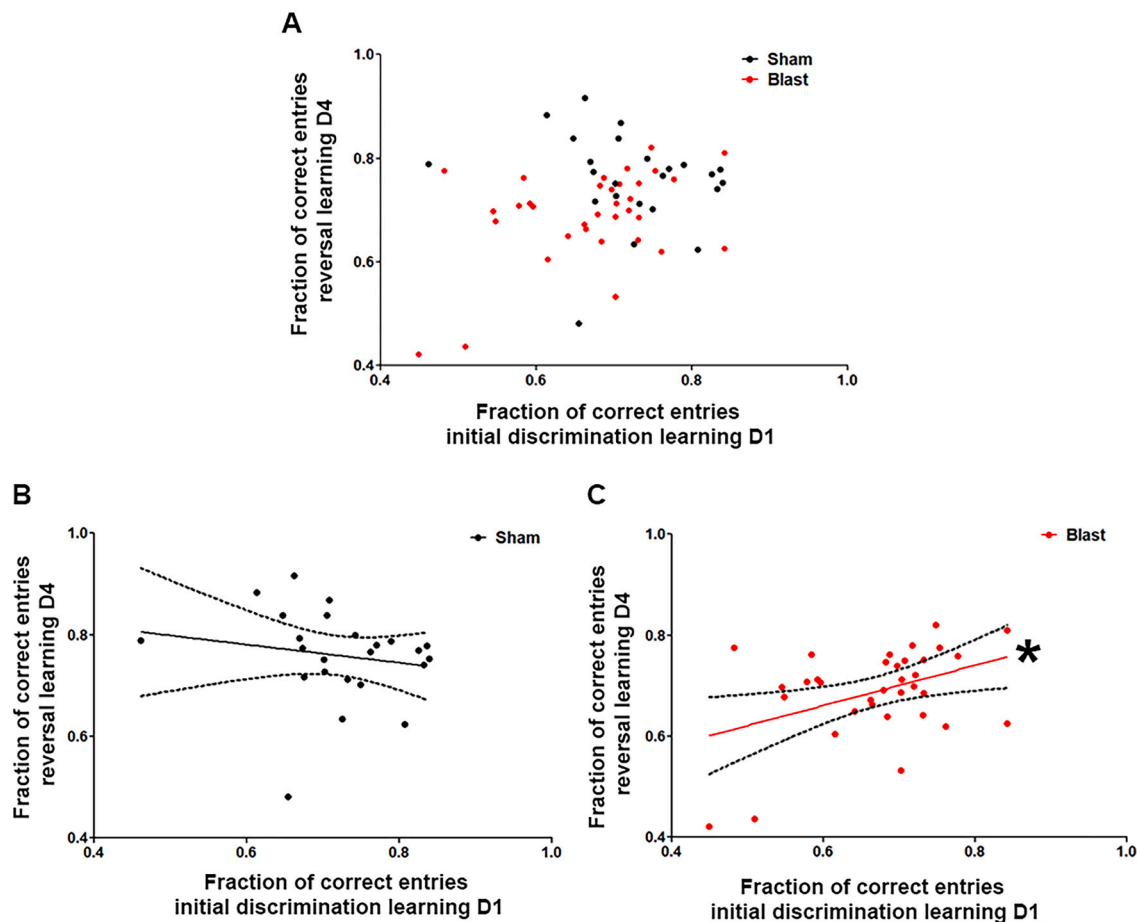 A
Sham
Blast
Fraction of correct entries
reversal learning D4
1.0
0.8
0.6
0.4
0.4
0.6
0.8
1.0
Fraction of correct entries
initial discrimination learning D1
B
Sham
Fraction of correct entries
reversal learning D4
1.0
0.8
0.6
0.4
0.4
0.6
0.8
1.0
Fraction of correct entries
initial discrimination learning D1
C
Blast
Fraction of correct entries
reversal learning D4
1.0
0.8
0.6
0.4
0.4
0.6
0.8
1.0
*
Fraction of correct entries
initial discrimination learning D1